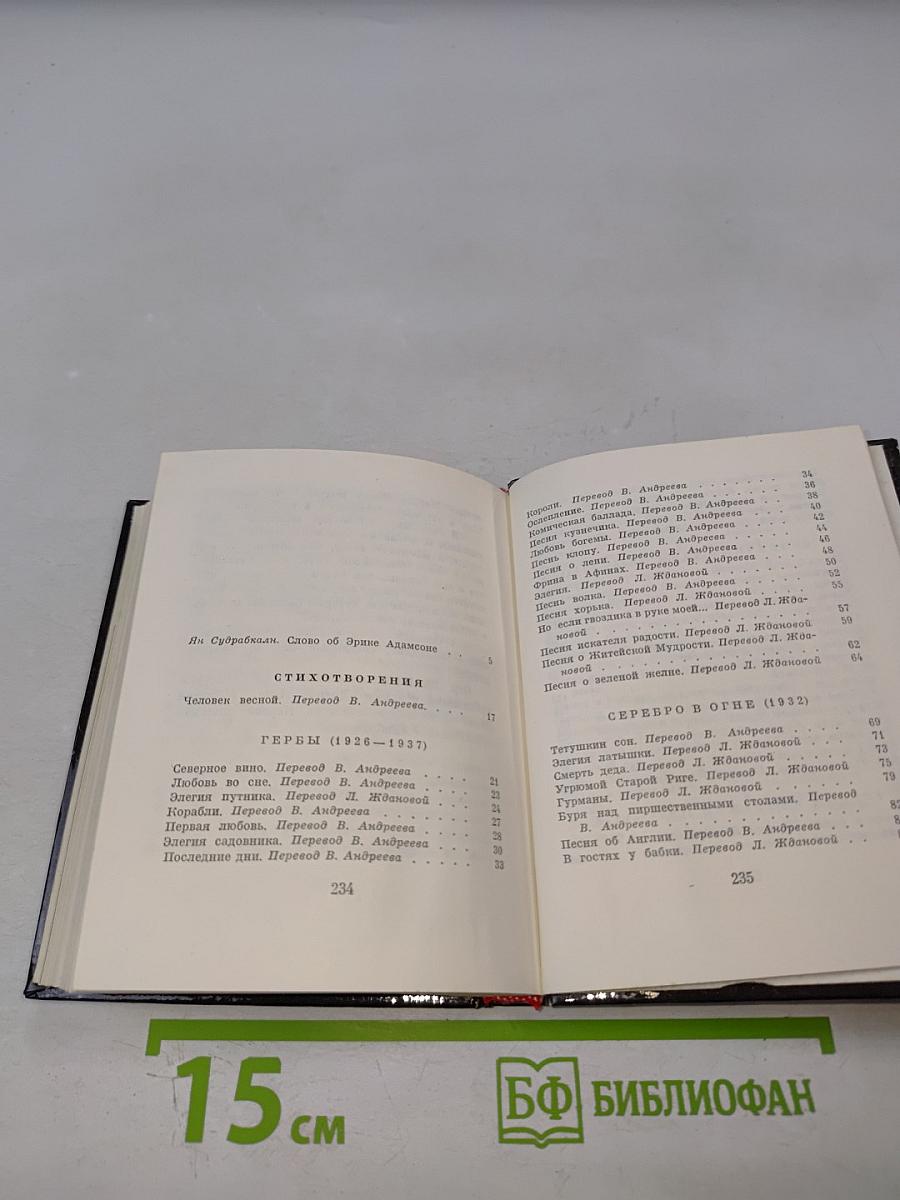 Ян Судрабкалн. Слово об Эрике Адамсоне . . 5
СТИХОТВОРЕНИЯ
Человек весной. Перевод В. Андреева. . . . 17
ГЕРБЫ (1926—1937)
Северное вино. Перевод В. Андреева . . . . 21
Любовь во сне. Перевод В. Андреева . . . . 23
Элегия путника. Перевод Л. Ждановой . . . 24
Корабли. Перевод В. Андреева . . . . . 27
Первая любовь. Перевод В. Андреева . . . . 28
Элегия садовника. Перевод В. Андреева . . . 30
Последние дни. Перевод В. Андреева . . . . . 33
234
Короли. Перевод В. Андреева . . . . . . . 34
Ослепление. Перевод В. Андреева . . . . . . 36
Комическая баллада. Перевод В. Андреева . . 38
Песня кузнечика. Перевод В. Андреева . . . . 40
Любовь богемы. Перевод В. Андреева . . . . 42
Песнь клопу. Перевод В. Андреева . . . . . 44
Песня о лени. Перевод В. Андреева . . . . 46
Фрина в Афинах. Перевод В. Андреева . . . 48
Элегия. Перевод Л. Ждановой . . . . . . . 50
Песнь волка. Перевод В. Андреева . . . . . 52
Песня хорька. Перевод Л. Ждановой . . . . 55
Но если гвоздика в руке моей... Перевод Л. Жда-
новой . . . . . . . . . . . . . . 57
Песня искателя радости. Перевод Л. Ждановой 59
Песня о Житейской Мудрости. Перевод Л. Жда-
новой . . . . . . . . . . . . . . 62
Песня о зеленой желне. Перевод Л. Ждановой 64
СЕРЕБРО В ОГНЕ (1932)
Тетушкин сон. Перевод В. Андреева . . . . . 69
Элегия латышки. Перевод Л. Ждановой . . . 71
Смерть деда. Перевод Л. Ждановой . . . . . 73
Угрюмой Старой Риге. Перевод Л. Ждановой 75
Гурманы. Перевод Л. Ждановой . . . . . . 79
Буря над пиршественными столами. Перевод
В. Андреева . . . . . . . . . . . . .
Песня об Англии. Перевод В. Андреева . . .
В гостях у бабки. Перевод Л. Ждановой . .
235
15 см
БФ БИБЛИОФАН